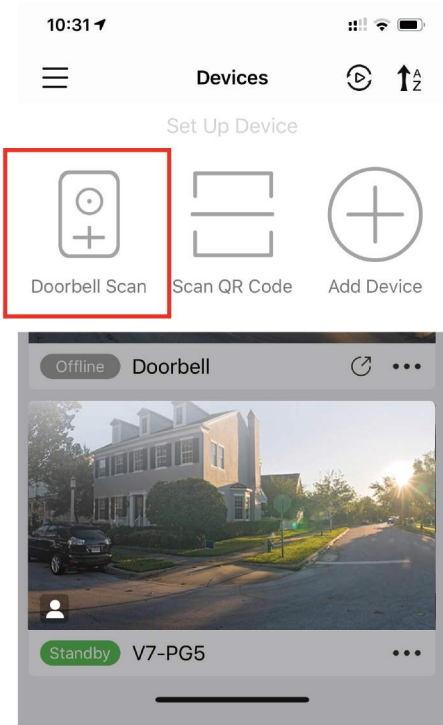 10:31
Devices
A
Z
Set Up Device
Doorbell Scan
Scan QR Code
Add Device
Offline
Doorbell
Standby
V7-PG5